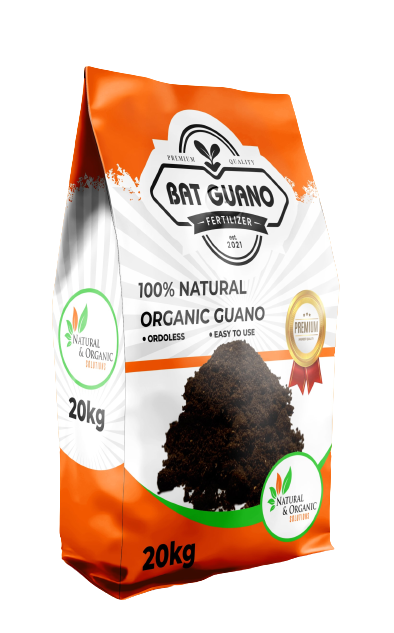 PREMIUM QUALITY
BAT GUANO
FERTILIZER
est.
2021
100% NATURAL
ORGANIC GUANO
• ORDOLESS • EASY TO USE
PREMIUM
NATURAL
& ORGANIC
SOLUTIONS
20kg
NATURAL
& ORGANIC
SOLUTIONS
20kg